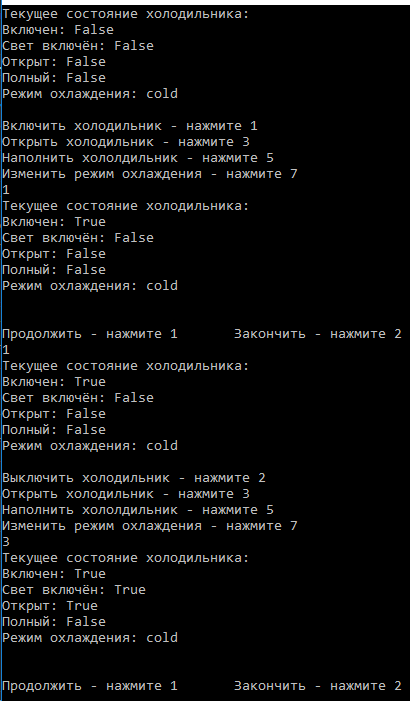 Текущее состояние холодильника:
Включен: False
Свет включён: False
Открыт: False
Полный: False
Режим охлаждения: cold
Включить холодильник - нажмите 1
Открыть холодильник - нажмите 3
Наполнить хололдильник - нажмите 5
Изменить режим охлаждения - нажмите 7
1
Текущее состояние холодильника:
Включен: True
Свет включён: False
Открыт: False
Полный: False
Режим охлаждения: cold
Продолжить - нажмите 1       Закончить - нажмите 2
1
Текущее состояние холодильника:
Включен: True
Свет включён: False
Открыт: False
Полный: False
Режим охлаждения: cold
Выключить холодильник - нажмите 2
Открыть холодильник - нажмите 3
Наполнить хололдильник - нажмите 5
Изменить режим охлаждения - нажмите 7
3
Текущее состояние холодильника:
Включен: True
Свет включён: True
Открыт: True
Полный: False
Режим охлаждения: cold
Продолжить - нажмите 1       Закончить - нажмите 2